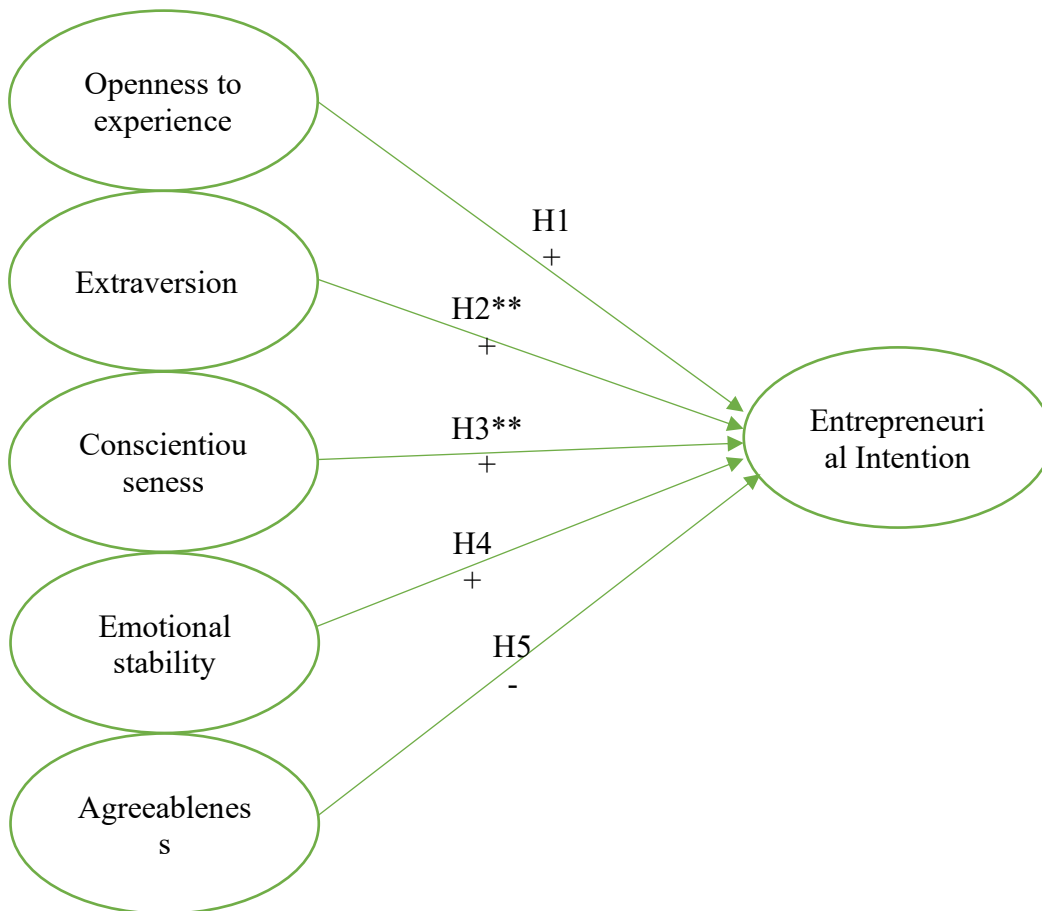 Openness to
experience
H1
+
Extraversion
H2**
+
Conscientiou
seness
H3**
+
Entrepreneuri
al Intention
H4
+
Emotional
stability
H5
-
Agreeablenes
s